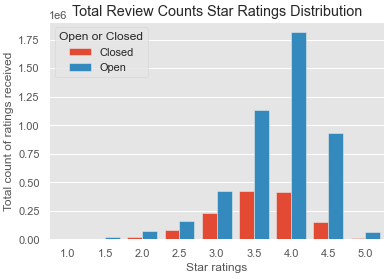 Total Review Counts Star Ratings Distribution
1e6
Open or Closed
Closed
Open
1.75
1.50
1.25
1.00
0.75
0.50
0.25
0.00
Total count of ratings received
1.0 1.5 2.0 2.5 3.0 3.5 4.0 4.5 5.0
Star ratings